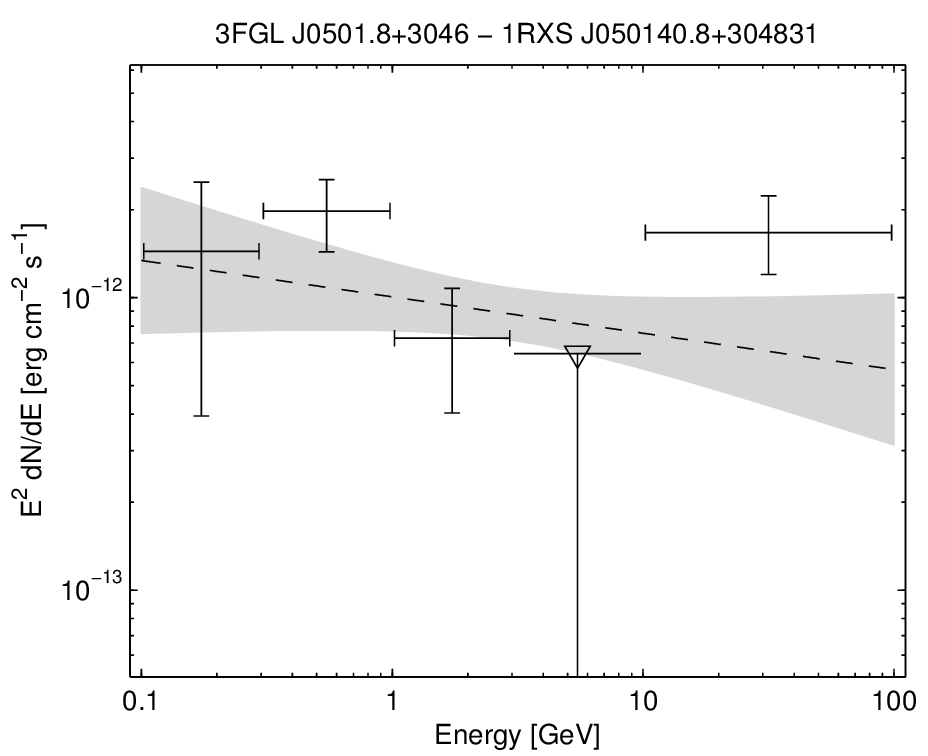 3FGL J0501.8+3046 − 1RXS J050140.8+304831
E² dN/dE [erg cm⁻² s⁻¹]
10⁻¹²
10⁻¹³
0.1 1 10 100
Energy [GeV]